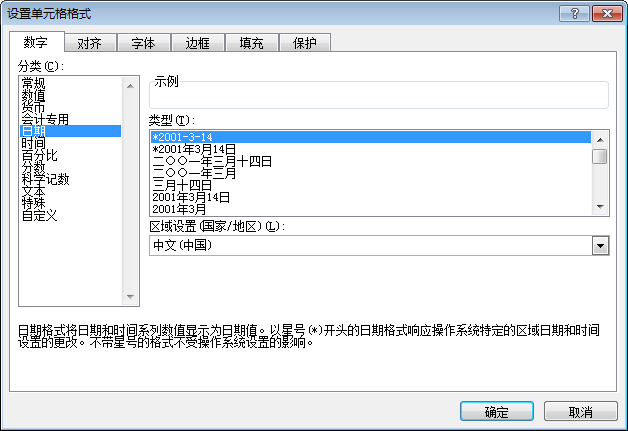 设置单元格格式
数字 对齐 字体 边框 填充 保护
分类(C):
常规
数值
货币
会计专用
日期
时间
百分比
分数
科学记数
文本
特殊
自定义
示例
类型(T):
*2001-3-14
*2001年3月14日
二〇〇一年三月十四日
二〇〇一年三月
三月十四日
2001年3月14日
2001年3月
区域设置(国家/地区)(L):
中文(中国)
日期格式将日期和时间系列数值显示为日期值。以星号(*)开头的日期格式响应操作系统特定的区域日期和时间
设置的更改。不带星号的格式不受操作系统设置的影响。
确定 取消